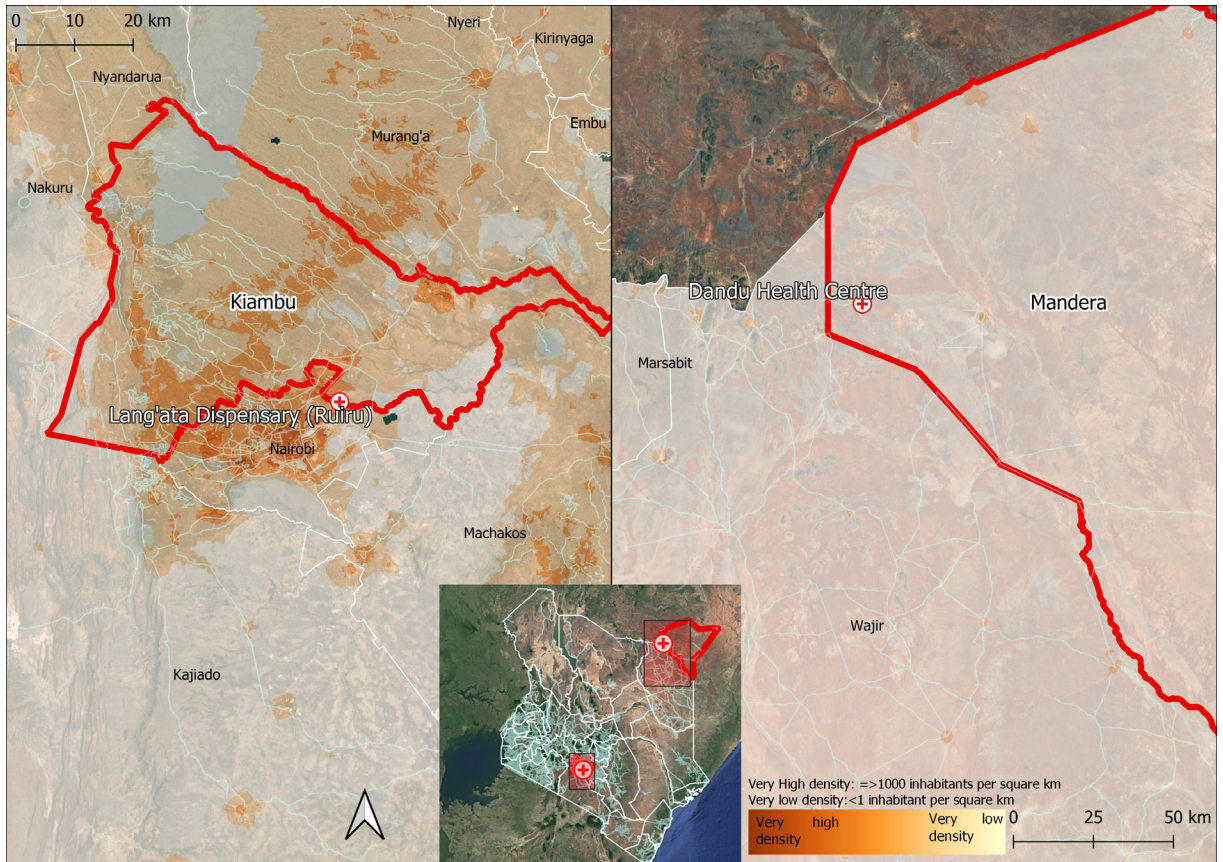 0 10 20 km
Nyeri
Kirinyaga
Nyandarua
Embu
Murang'a
Nakuru
Kiambu
Lang'ata Dispensary (Ruiru)
Nairobi
Machakos
Kajiado
Dandu Health Centre
Mandera
Marsabit
Wajir
Very High density: =>1000 inhabitants per square km
Very low density:<1 inhabitant per square km
Very high
density
Very low
density
0 25 50 km